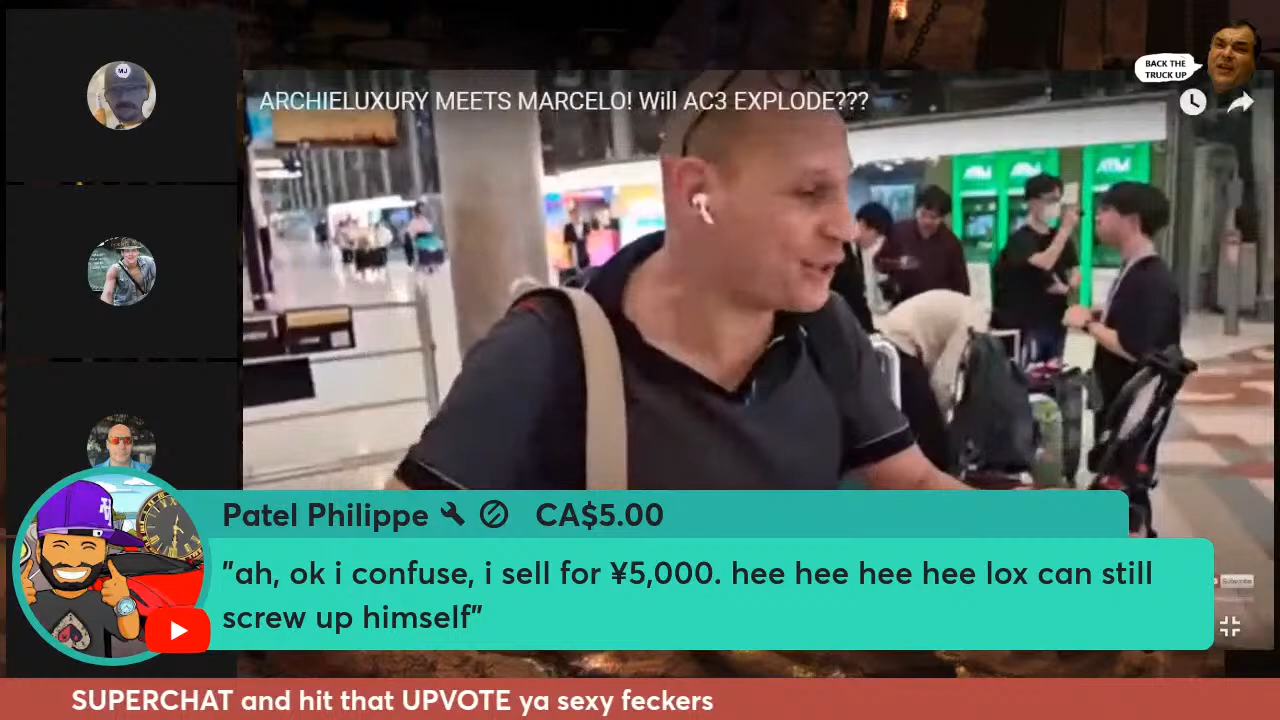 MJ
BACK THE
TRUCK UP
ARCHIELUXURY MEETS MARCELO! Will AC3 EXPLODE???
ATM
ATM
Patel Philippe CA$5.00
"ah, ok i confuse, i sell for ¥5,000. hee hee hee hee lox can still
screw up himself"
Subscribe
SUPERCHAT and hit that UPVOTE ya sexy feckers